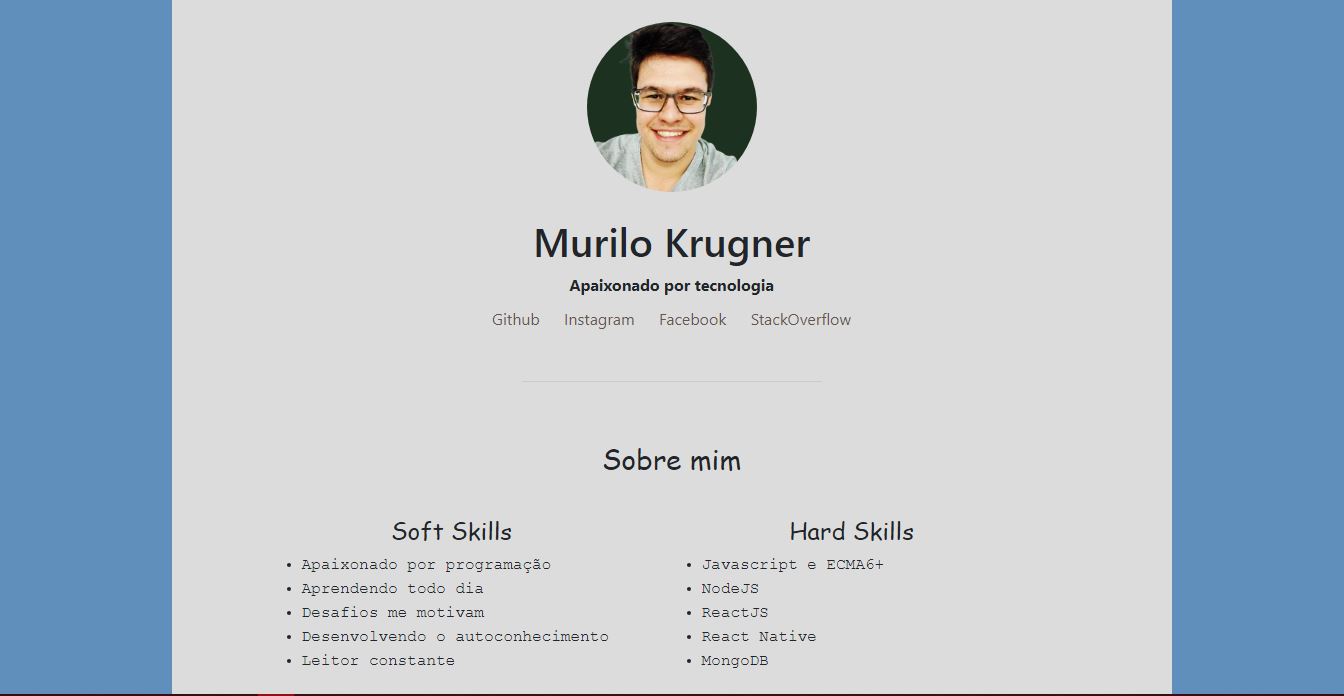 Murilo Krugner
Apaixonado por tecnologia
Github Instagram Facebook StackOverflow
Sobre mim
Soft Skills
• Apaixonado por programação
• Aprendendo todo dia
• Desafios me motivam
• Desenvolvendo o autoconhecimento
• Leitor constante
Hard Skills
• Javascript e ECMA6+
• NodeJS
• ReactJS
• React Native
• MongoDB